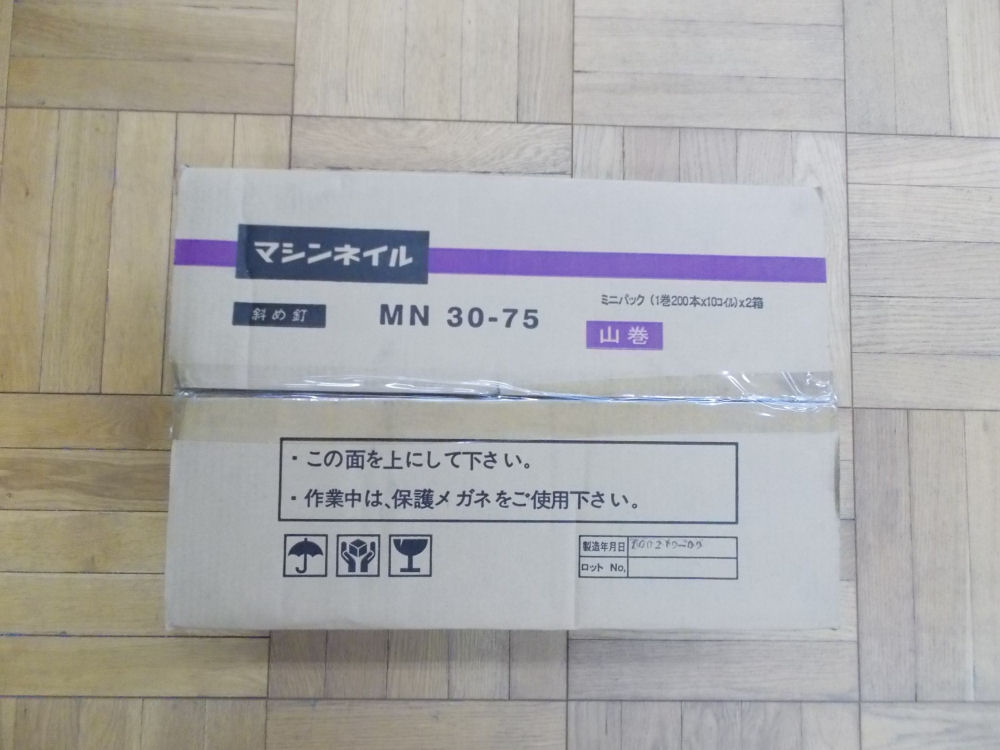 マシンネイル
斜め釘
MN 30-75
ミニパック (1巻200本x10コイル)x2箱
山巻
・この面を上にして下さい。
・作業中は、保護メガネをご使用下さい。
製造年月日
ロット No,